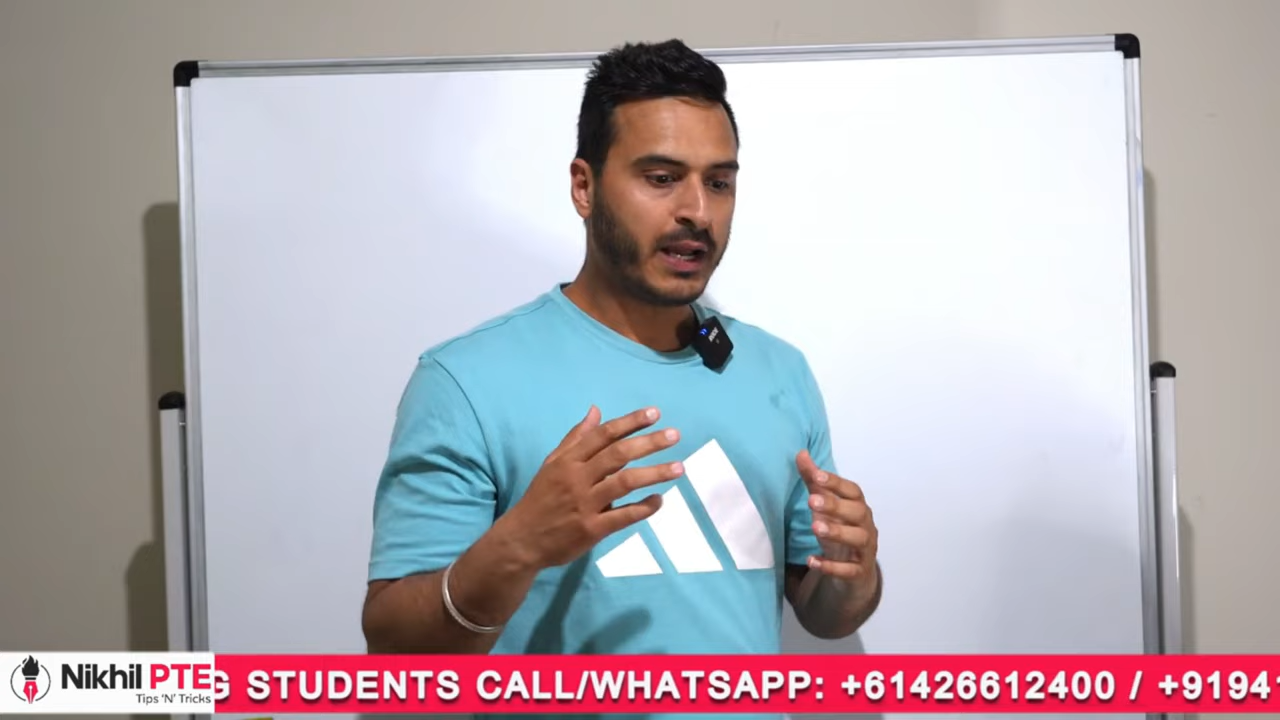 Nikhil PTE
Tips 'N' Tricks
G STUDENTS CALL/WHATSAPP: +61426612400 / +9194